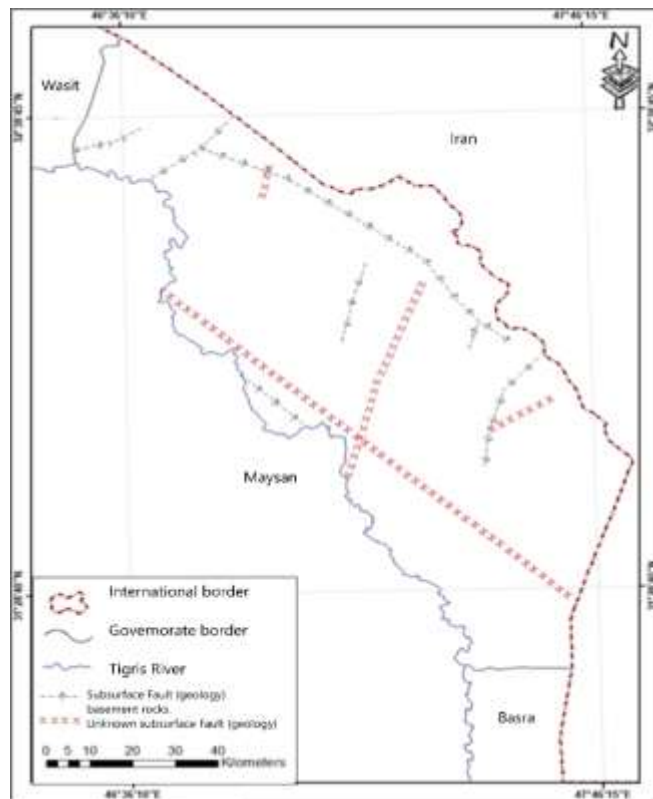 46°36'10"E
47°46'15"E
N
Wasit
Iran
Maysan
International border
Governorate border
Tigris River
Subsurface Fault (geology)
basement rocks
Unknown subsurface fault (geology)
0 5 10 20 30 40
Kilometers
Basra
46°36'10"E
47°46'15"E